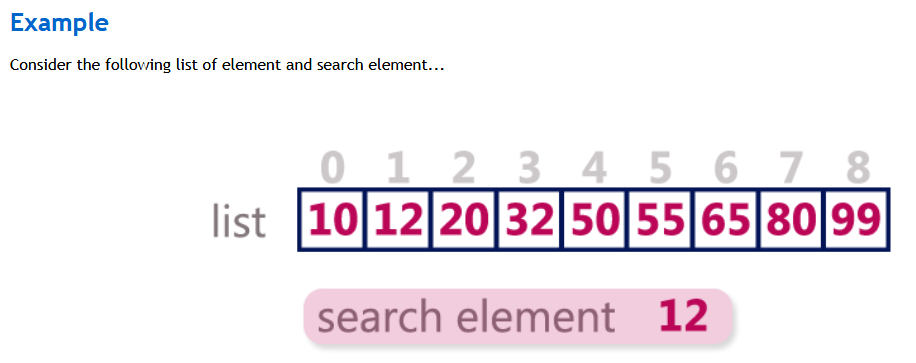 Example
Consider the following list of element and search element...
0 1 2 3 4 5 6 7 8
list 10 12 20 32 50 55 65 80 99
search element 12